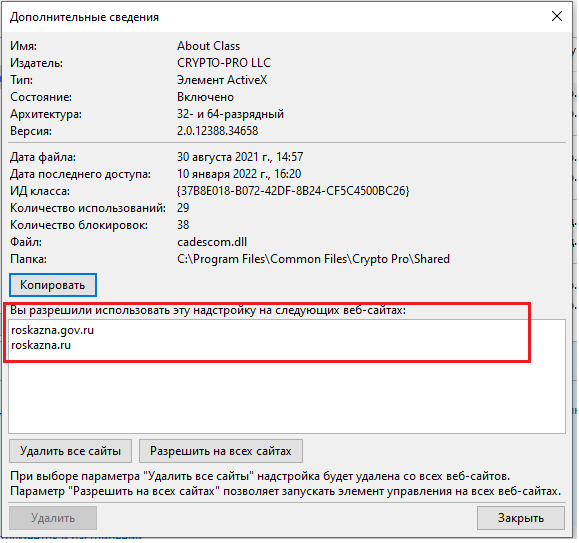 Дополнительные сведения
Имя: About Class
Издатель: CRYPTO-PRO LLC
Тип: Элемент ActiveX
Состояние: Включено
Архитектура: 32- и 64-разрядный
Версия: 2.0.12388.34658
Дата файла: 30 августа 2021 г., 14:57
Дата последнего доступа: 10 января 2022 г., 16:20
ИД класса: {37B8E018-B072-42DF-8B24-CF5C4500BC26}
Количество использований: 29
Количество блокировок: 38
Файл: cadescom.dll
Папка: C:\Program Files\Common Files\Crypto Pro\Shared
Копировать
Вы разрешили использовать эту надстройку на следующих веб-сайтах:
roskazna.gov.ru
roskazna.ru
Удалить все сайты Разрешить на всех сайтах
При выборе параметра "Удалить все сайты" надстройка будет удалена со всех веб-сайтов.
Параметр "Разрешить на всех сайтах" позволяет запускать элемент управления на всех веб-сайтах.
Удалить Закрыть